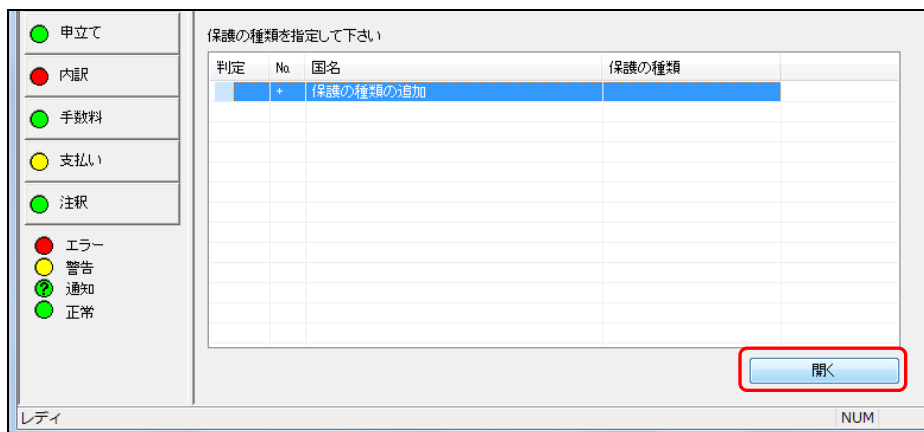 申立て
内訳
手数料
支払い
注釈
エラー
警告
? 通知
正常
保護の種類を指定して下さい
判定 No. 国名 保護の種類
+ 保護の種類の追加
開く
レディ NUM